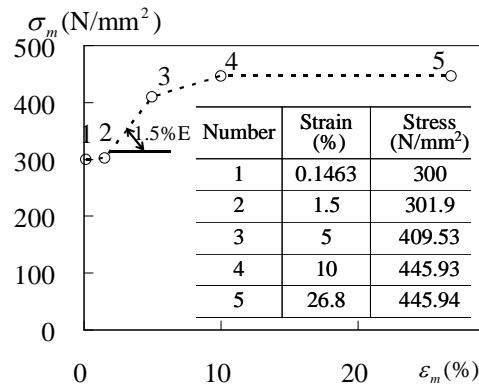 σm(N/mm²)
500
400
300
200
100
0
0
10
20
εm(%)
1
2
3
4
5
1.5%E
Number Strain (%) Stress (N/mm²)
1 0.1463 300
2 1.5 301.9
3 5 409.53
4 10 445.93
5 26.8 445.94